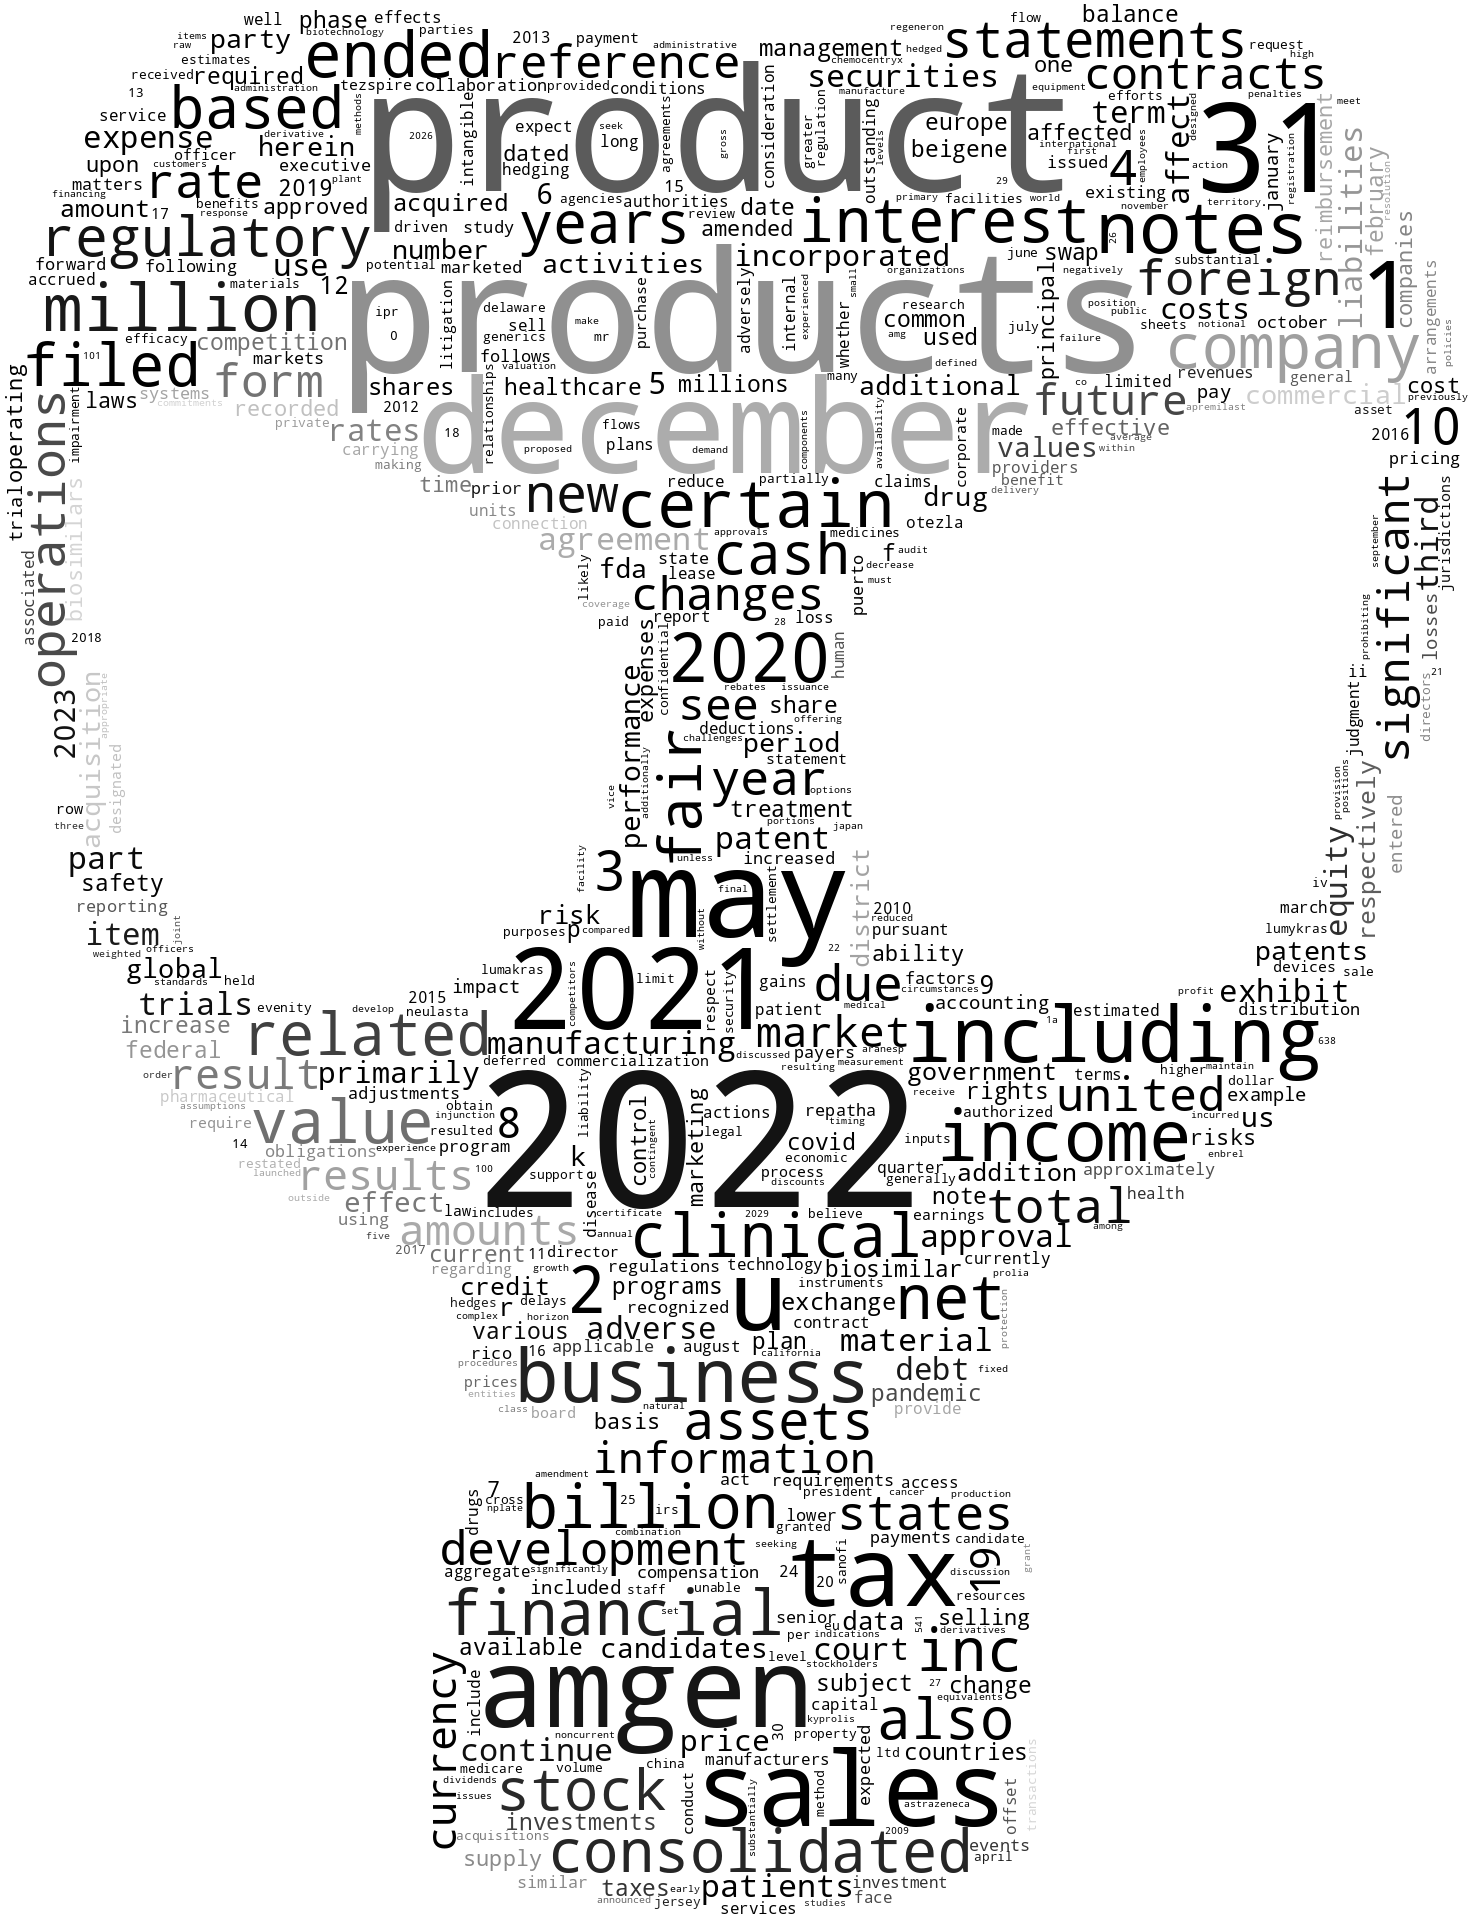 well phase effects
items biotechnology parties
raw party 2013 payment administrative
estimates ended reference management hedged
regeneron flow balance
statements request high
received required tezspire collaboration provided conditions
chemocentryx securities one contracts
13 administration based methods product
manufacture equipment efforts penalties
service expense derivative herein 2026 intangible
expect seek long agreements gross consideration
greater regulation outstanding levels
europe term affected affect designed
31 meet reimbursement liabilities
upon officer executive dated hedging
beigene international first issued 4 employees
action january registration
matters customers rate 2019 plant
financing benefits approved acquired 6 agencies 15 authorities
29 primary facilities world existing november territory
february resolution
amount 17 response driven study years review date amended
interest 26 notes
regulatory number
forward following use potential marketed activities incorporated
june swap substantial companies
accrued materials 12 products adversely organizations
principal negatively foreign
million ipr 0 litigation delaware sell generics make mr purchase internal experienced small
research common amg used july position public failure costs
sheets notional october 1 arrangements policies
efficacy competition follows valuation whether defined
filed 101 markets company
form shares healthcare 5 millions many additional
co limited revenues pay general
laws systems commitments recorded private 2012 relationships
future apremilast commercial cost previously
trial operating impairment rates 18 december
flows plans proposed demand components availability corporate made
effective average within asset 2016 10
carrying making values providers benefit delivery pricing
time prior units new reduce partially claims drug
operations biosimilars connection certain otezla
significant third jurisdictions september
agreement approvals medicines
cash f audit
associated fda state lease decrease
likely changes puerto must
2018 coverage paid report 28 loss
prohibiting losses
expenses confidential 2020 human
acquisition appropriate performance rebates issuance
ii 21 directors
2023 see share offering
deductions judgment
designated fair challenges period
statement
vice additionally year options
provision positions respectively
row three treatment
portions japan entered
part patent
safety facility 3 unless increased equity
reporting may final settlement district iv
item joint risk 2010 reduced march
weighted officers purposes p compared without pursuant lumykras
22 ability patents
global standards held lumakras 2021 limit
gains due factors 9 circumstances devices sale
trials evenity develop 2015 impact competitors respect security
patient medical accounting profit exhibit
neulasta estimated distribution
increase related manufacturing market including 1a
federal deferred commercialization discussed payers aranesp 638
order result primarily resulting measurement government terms higher maintain
pharmaceutical adjustments 2022 receive rights united dollar example
assumptions obtain liability actions repatha authorized incurred us
require value injunction 8 control marketing timing
14 resulted legal covid inputs income risks enbrel
obligations experience program contingent economic
restated results 100 k process quarter
launched support discounts generally addition approximately
outside effect law includes disease certificate 2029 believe note total health
using amounts annual clinical earnings among
five
2017 current 11 director approval currently
regarding growth regulations technology biosimilar prolia
credit 2 programs instruments
hedges r delays u exchange net
complex horizon recognized contract
various adverse plan material protection
rico 16 applicable august california
procedures prices business debt fixed
entities pandemic
class board natural provide
basis assets
information
amendment act requirements access
7 president cancer production
drugs cross nplate billion 25 irs lower states
combination granted
development seeking payments candidate
aggregate significantly compensation 24 tax sanofi 19 grant
discussion
included staff unable 20 resources
financial set senior eu data 541 selling
per indications derivatives
available candidates level court inc
stockholders
currency include amgen subject 27 change
capital equivalents
kyprolis also
noncurrent price 30 property
continue
medicare volume china manufacturers expected ltd countries
dividends transactions
issues stock conduct sales method
substantially astrazeneca offset
investments
acquisitions consolidated 2009 events
supply april
similar taxes early patients investment
announced jersey face
services studies